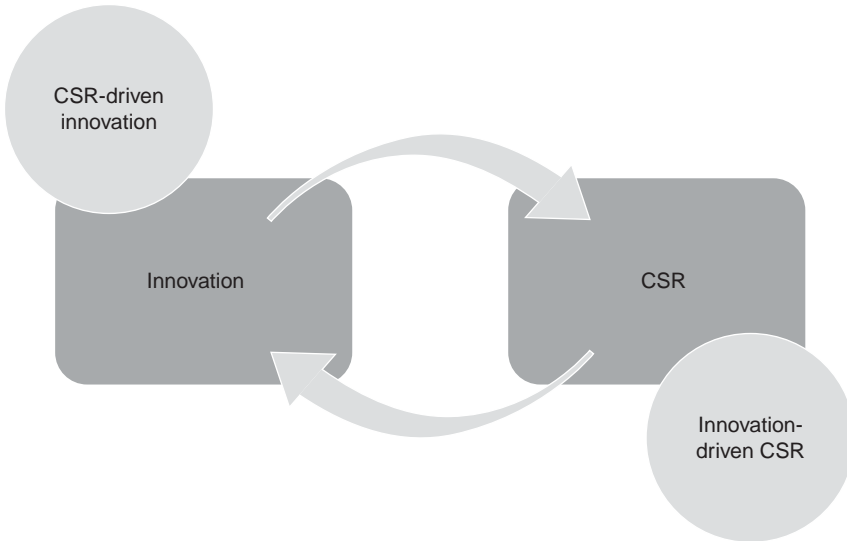 CSR-driven
innovation
Innovation
CSR
Innovation-
driven CSR